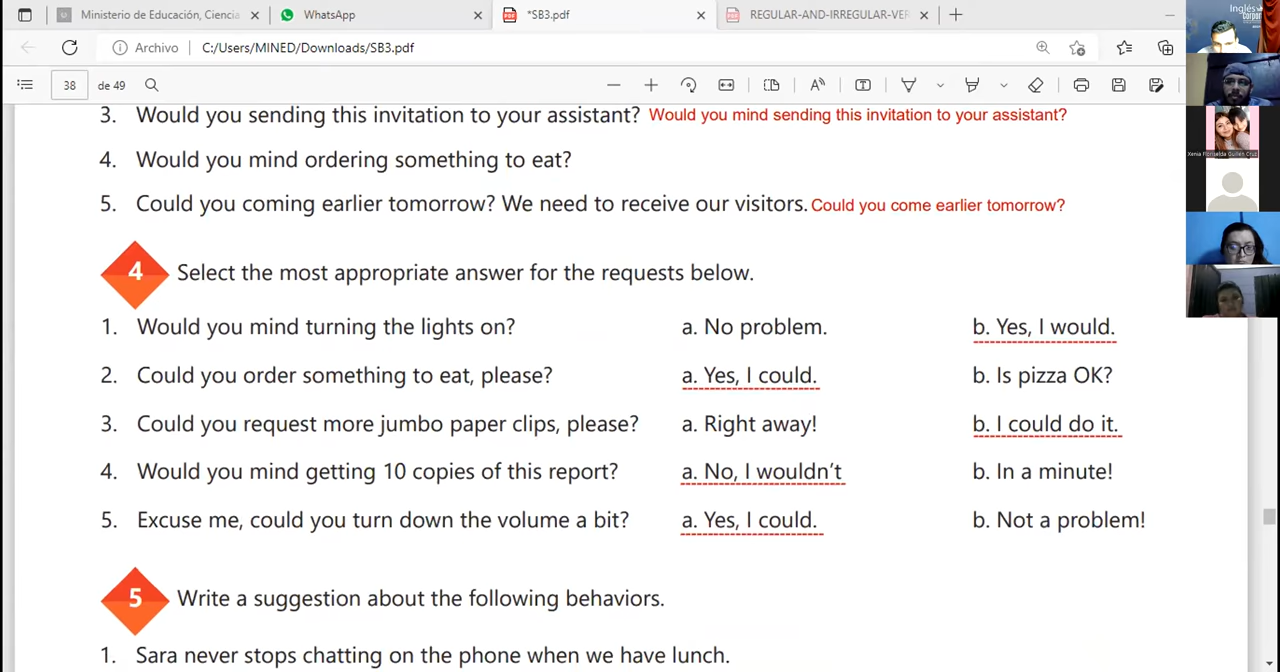 Ministerio de Educación, Ciencia
WhatsApp
*SB3.pdf
REGULAR-AND-IRREGULAR-VER
Inglés
Corpor
Archivo C:/Users/MINED/Downloads/SB3.pdf
38 de 49
3. Would you sending this invitation to your assistant? Would you mind sending this invitation to your assistant?
Xenia Floriselda Guillén Cruz
4. Would you mind ordering something to eat?
5. Could you coming earlier tomorrow? We need to receive our visitors. Could you come earlier tomorrow?
4 Select the most appropriate answer for the requests below.
1. Would you mind turning the lights on? a. No problem. b. Yes, I would.
2. Could you order something to eat, please? a. Yes, I could. b. Is pizza OK?
3. Could you request more jumbo paper clips, please? a. Right away! b. I could do it.
4. Would you mind getting 10 copies of this report? a. No, I wouldn't b. In a minute!
5. Excuse me, could you turn down the volume a bit? a. Yes, I could. b. Not a problem!
5 Write a suggestion about the following behaviors.
1. Sara never stops chatting on the phone when we have lunch.